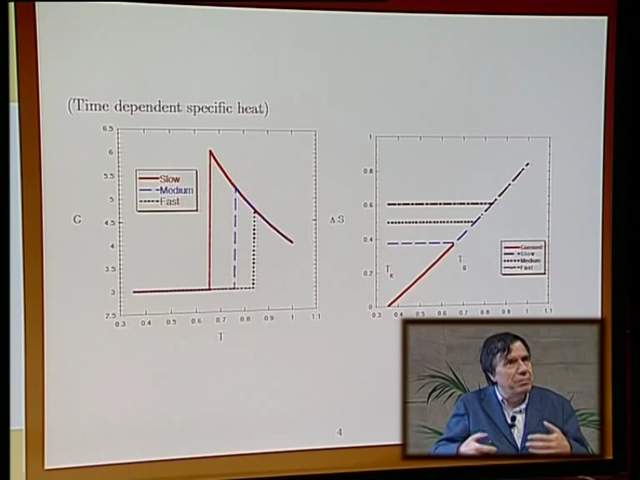 (Time dependent specific heat)
6.5
6
5.5
5
4.5
4
3.5
3
2.5
C
Slow
Medium
Fast
0.3 0.4 0.5 0.6 0.7 0.8 0.9 1 1.1
T
1
0.8
0.6
0.4
0.2
0
Δ S
T_K
T_g
Slow
Medium
Fast
0.3 0.4 0.5 0.6 0.7 0.8 0.9 1 1.1
4